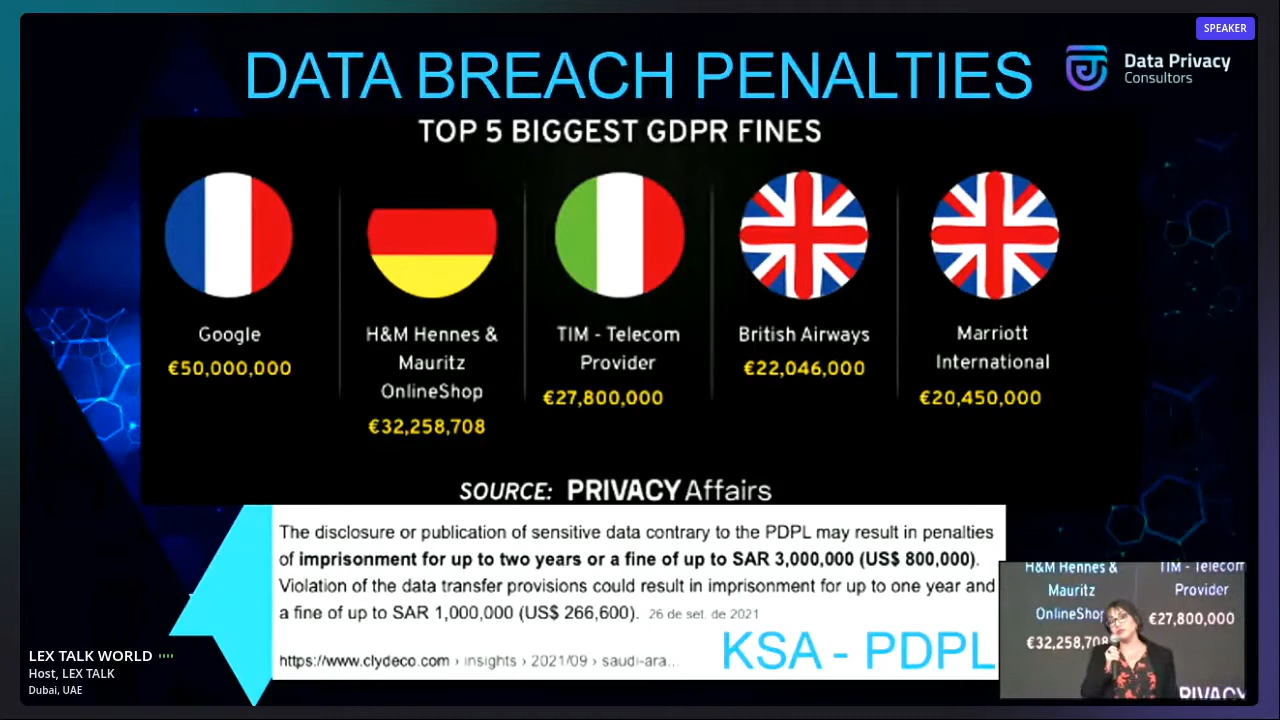 SPEAKER
DATA BREACH PENALTIES
Data Privacy
Consultors
TOP 5 BIGGEST GDPR FINES
Google
€50,000,000
H&M Hennes &
Mauritz
OnlineShop
€32,258,708
TIM - Telecom
Provider
€27,800,000
British Airways
€22,046,000
Marriott
International
€20,450,000
SOURCE: PRIVACY Affairs
The disclosure or publication of sensitive data contrary to the PDPL may result in penalties
of imprisonment for up to two years or a fine of up to SAR 3,000,000 (US$ 800,000).
Violation of the data transfer provisions could result in imprisonment for up to one year and
a fine of up to SAR 1,000,000 (US$ 266,600). 26 de set. de 2021
https://www.clydeco.com › insights › 2021/09 › saudi-ara...
KSA - PDPL
LEX TALK WORLD
Host, LEX TALK
Dubai, UAE
H&M Hennes &
Mauritz
OnlineShop
€32,258,708
TIM - Telecom
Provider
€27,800,000
PRIVACY